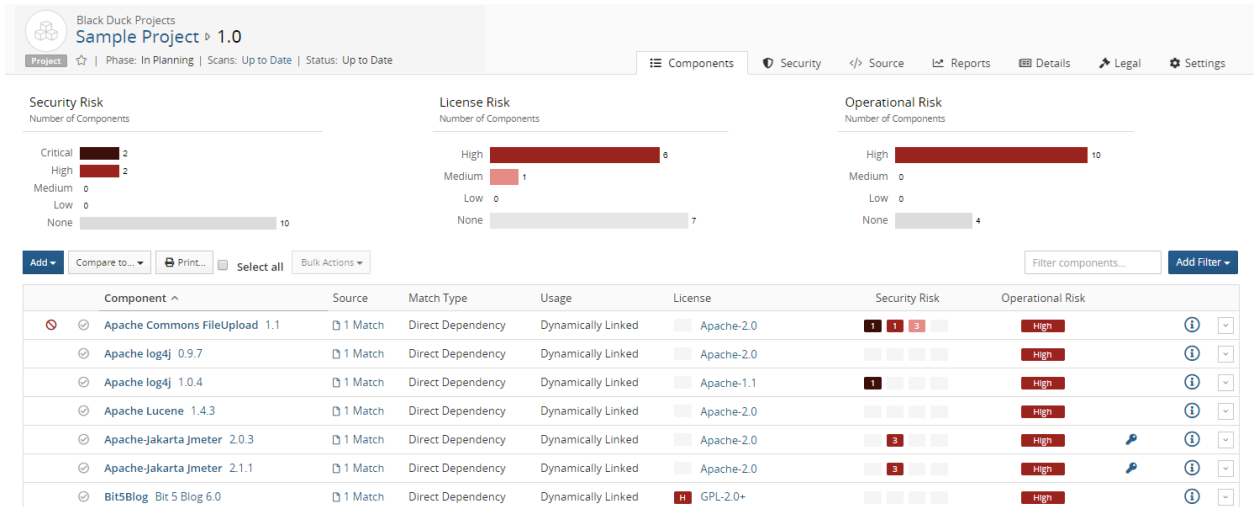 Black Duck Projects
Sample Project ▹ 1.0
Project | Phase: In Planning | Scans: Up to Date | Status: Up to Date
Components Security </> Source Reports Details Legal Settings
Security Risk License Risk Operational Risk
Number of Components Number of Components Number of Components
Critical 2
High 2
Medium 0
Low 0
None 10
High 6
Medium 1
Low 0
None 7
High 10
Medium 0
Low 0
None 4
Add Compare to... Print... Select all Bulk Actions Filter components... Add Filter
Component Source Match Type Usage License Security Risk Operational Risk
Apache Commons FileUpload 1.1 1 Match Direct Dependency Dynamically Linked Apache-2.0 1 1 3 High
Apache log4j 0.9.7 1 Match Direct Dependency Dynamically Linked Apache-2.0 High
Apache log4j 1.0.4 1 Match Direct Dependency Dynamically Linked Apache-1.1 1 High
Apache Lucene 1.4.3 1 Match Direct Dependency Dynamically Linked Apache-2.0 High
Apache-Jakarta Jmeter 2.0.3 1 Match Direct Dependency Dynamically Linked Apache-2.0 3 High
Apache-Jakarta Jmeter 2.1.1 1 Match Direct Dependency Dynamically Linked Apache-2.0 3 High
Bit5Blog Bit 5 Blog 6.0 1 Match Direct Dependency Dynamically Linked H GPL-2.0+ High